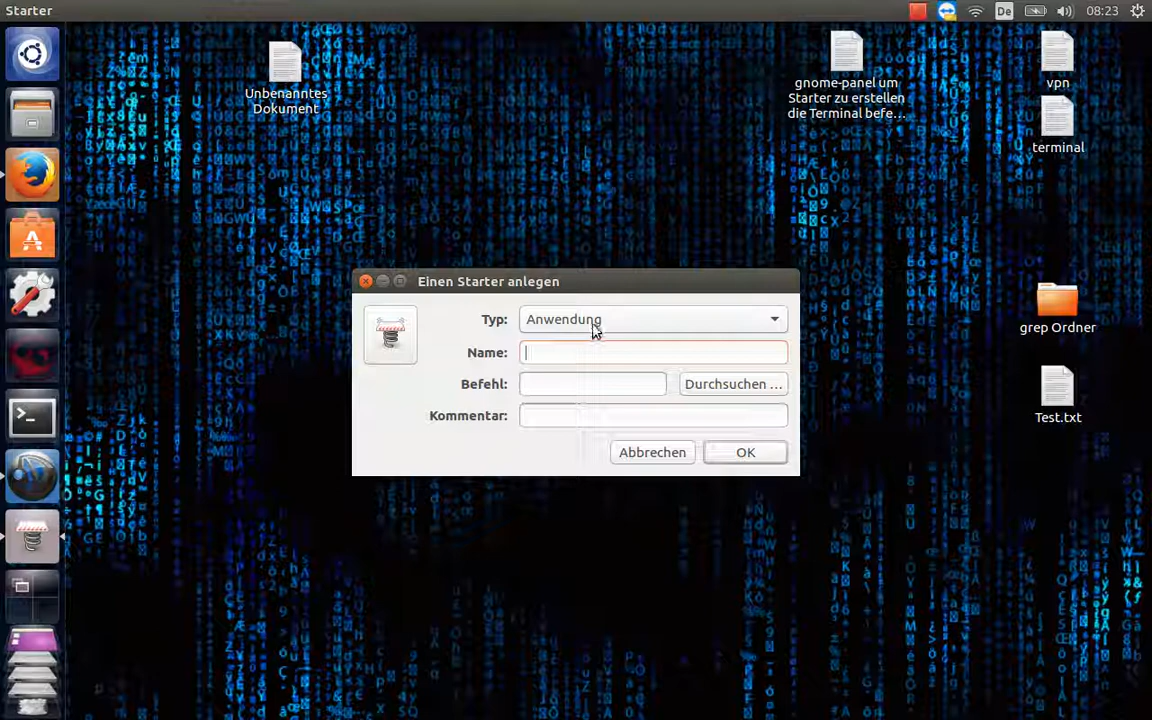 Starter
De
08:23
Unbenanntes
Dokument
gnome-panel um
Starter zu erstellen
die Terminal befe...
vpn
terminal
grep Ordner
Test.txt
Einen Starter anlegen
Typ:
Anwendung
Name:
Befehl:
Durchsuchen ...
Kommentar:
Abbrechen
OK